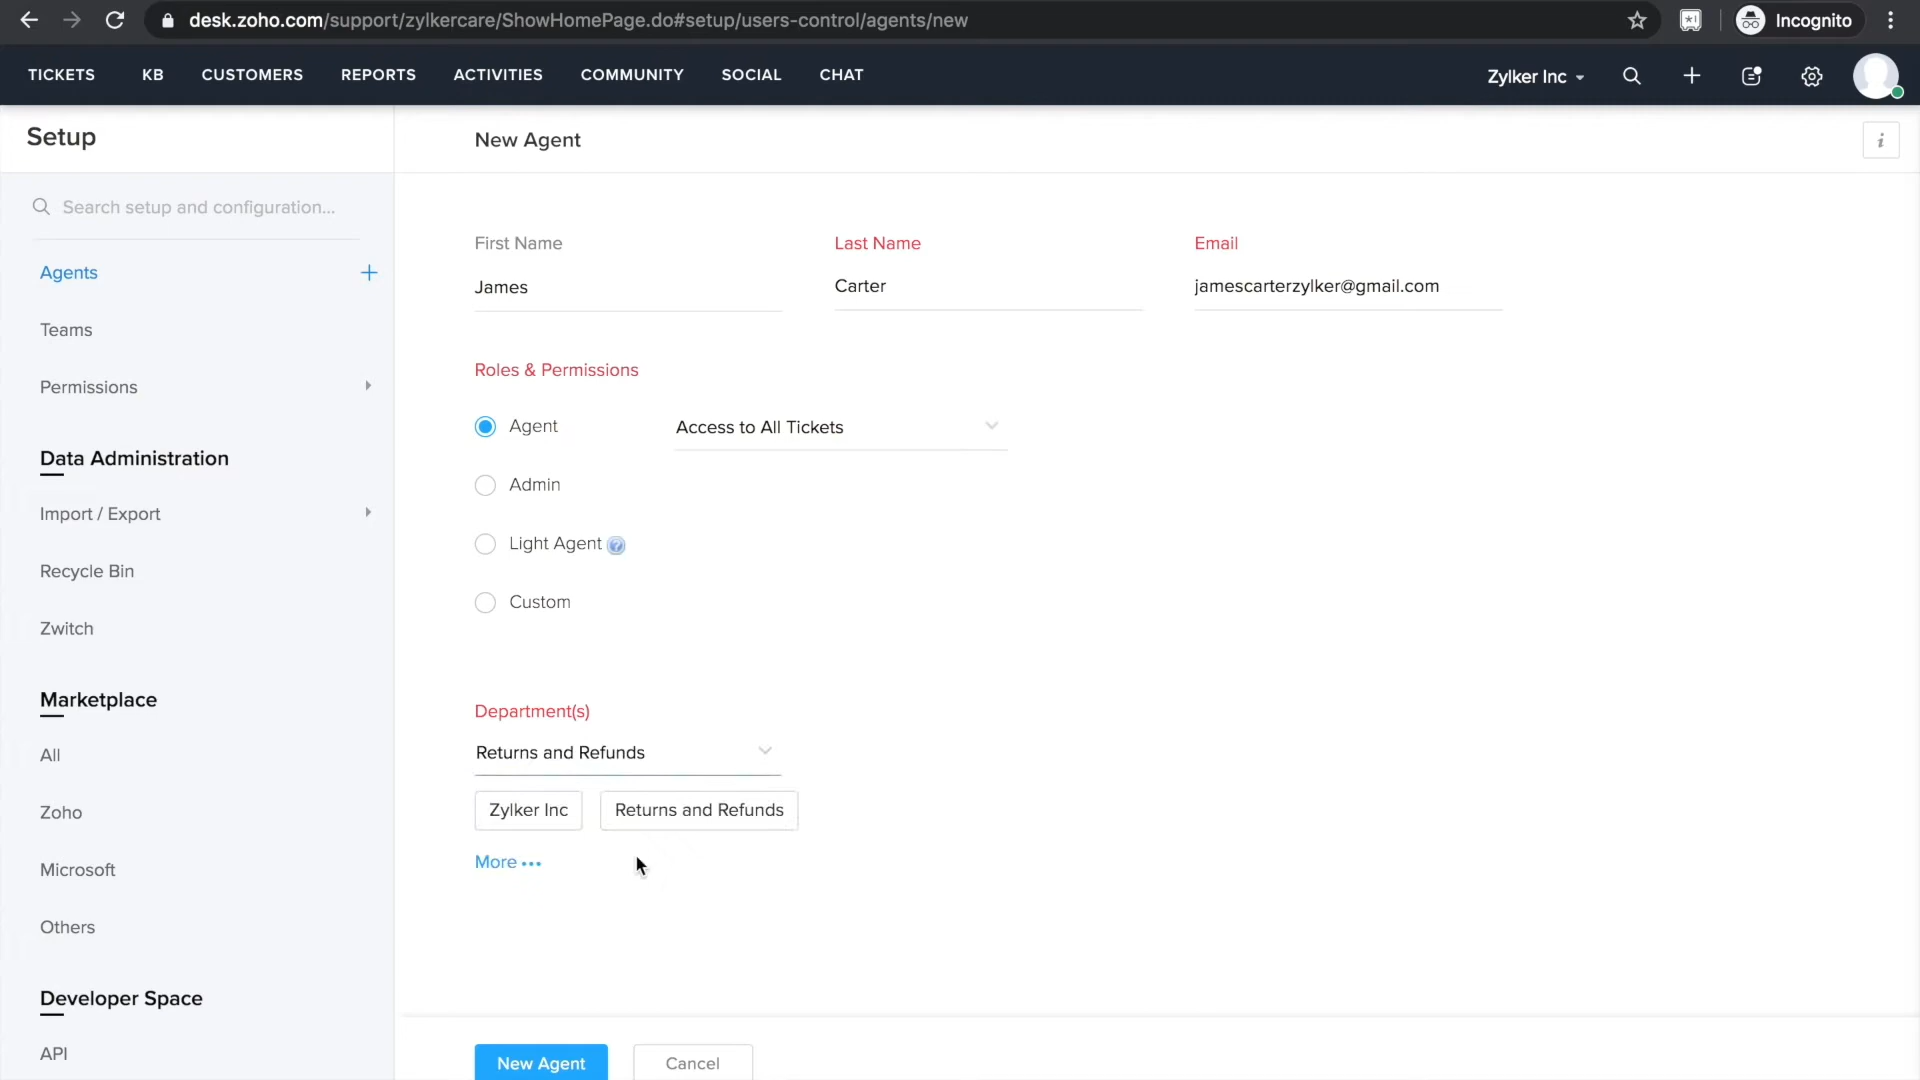 desk.zoho.com/support/zylkercare/ShowHomePage.do#setup/users-control/agents/new
Incognito
TICKETS KB CUSTOMERS REPORTS ACTIVITIES COMMUNITY SOCIAL CHAT
Zylker Inc
Setup
New Agent
i
Search setup and configuration...
Agents
Teams
Permissions
Data Administration
Import / Export
Recycle Bin
Zwitch
Marketplace
All
Zoho
Microsoft
Others
Developer Space
API
First Name
James
Last Name
Carter
Email
jamescarterzylker@gmail.com
Roles & Permissions
Agent
Access to All Tickets
Admin
Light Agent ?
Custom
Department(s)
Returns and Refunds
Zylker Inc
Returns and Refunds
More •••
New Agent
Cancel